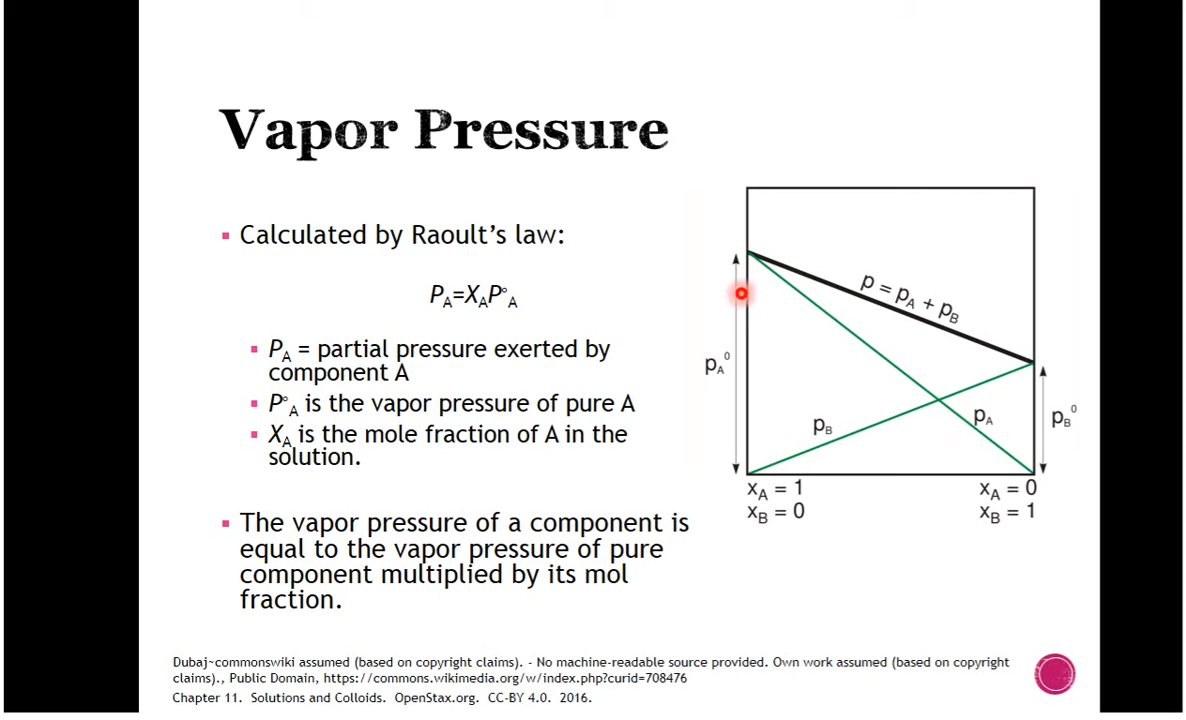 Vapor Pressure
▪ Calculated by Raoult’s law:
P_A=X_AP°_A
▪ P_A = partial pressure exerted by
component A
▪ P°_A is the vapor pressure of pure A
▪ X_A is the mole fraction of A in the
solution.
▪ The vapor pressure of a component is
equal to the vapor pressure of pure
component multiplied by its mol
fraction.
p = p_A + p_B
p_A^0
p_B
p_A
p_B^0
x_A = 1
x_B = 0
x_A = 0
x_B = 1
Dubaj~commonswiki assumed (based on copyright claims). - No machine-readable source provided. Own work assumed (based on copyright
claims)., Public Domain, https://commons.wikimedia.org/w/index.php?curid=708476
Chapter 11. Solutions and Colloids. OpenStax.org. CC-BY 4.0. 2016.